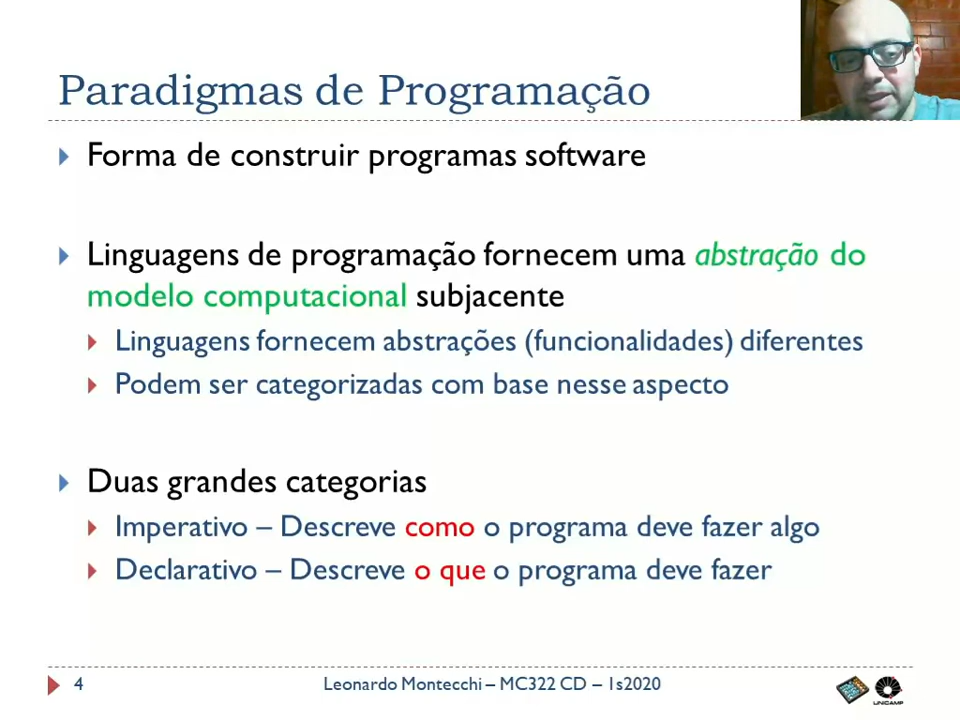 Paradigmas de Programação
Forma de construir programas software
Linguagens de programação fornecem uma abstração do
modelo computacional subjacente
Linguagens fornecem abstrações (funcionalidades) diferentes
Podem ser categorizadas com base nesse aspecto
Duas grandes categorias
Imperativo – Descreve como o programa deve fazer algo
Declarativo – Descreve o que o programa deve fazer
4
Leonardo Montecchi – MC322 CD – 1s2020
UNICAMP